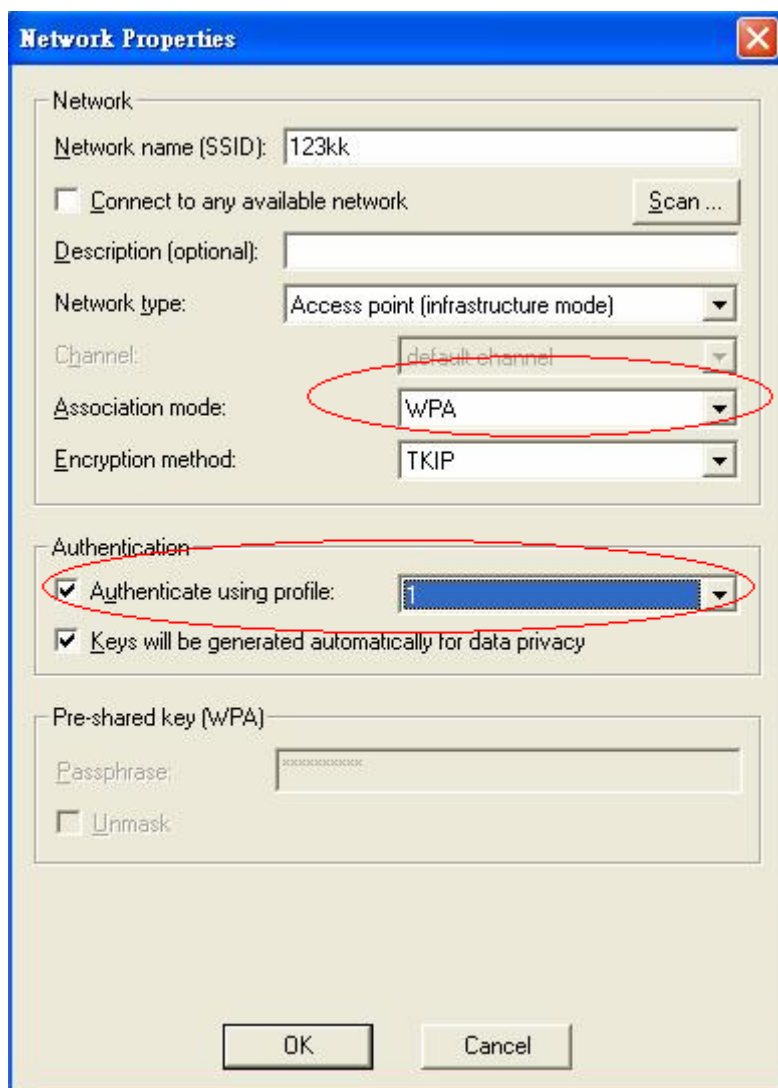 Network Properties
Network
Network name (SSID): 123kk
Connect to any available network Scan ...
Description (optional):
Network type: Access point (infrastructure mode)
Channel: default channel
Association mode: WPA
Encryption method: TKIP
Authentication
Authenticate using profile: 1
Keys will be generated automatically for data privacy
Pre-shared key (WPA)
Passphrase: xxxxxxxxxx
Unmask
OK Cancel